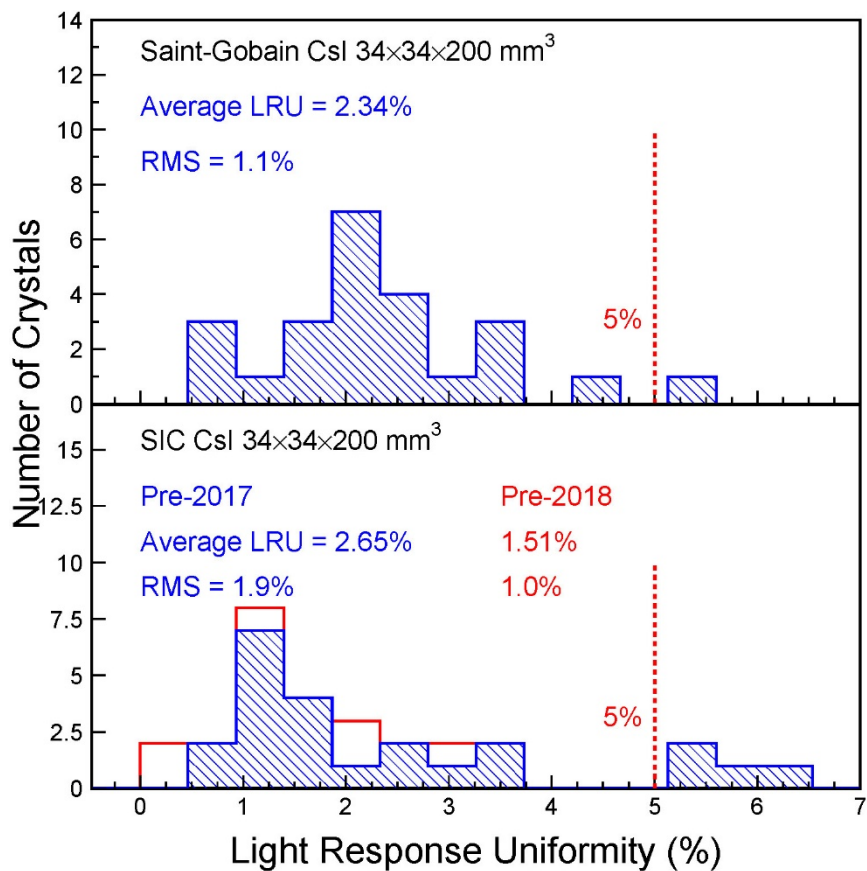 Number of Crystals
14
12
10
8
6
4
2
0
Saint-Gobain CsI 34×34×200 mm³
Average LRU = 2.34%
RMS = 1.1%
5%
15
12.5
10
7.5
5
2.5
0
SIC CsI 34×34×200 mm³
Pre-2017 Pre-2018
Average LRU = 2.65% 1.51%
RMS = 1.9% 1.0%
5%
0 1 2 3 4 5 6 7
Light Response Uniformity (%)